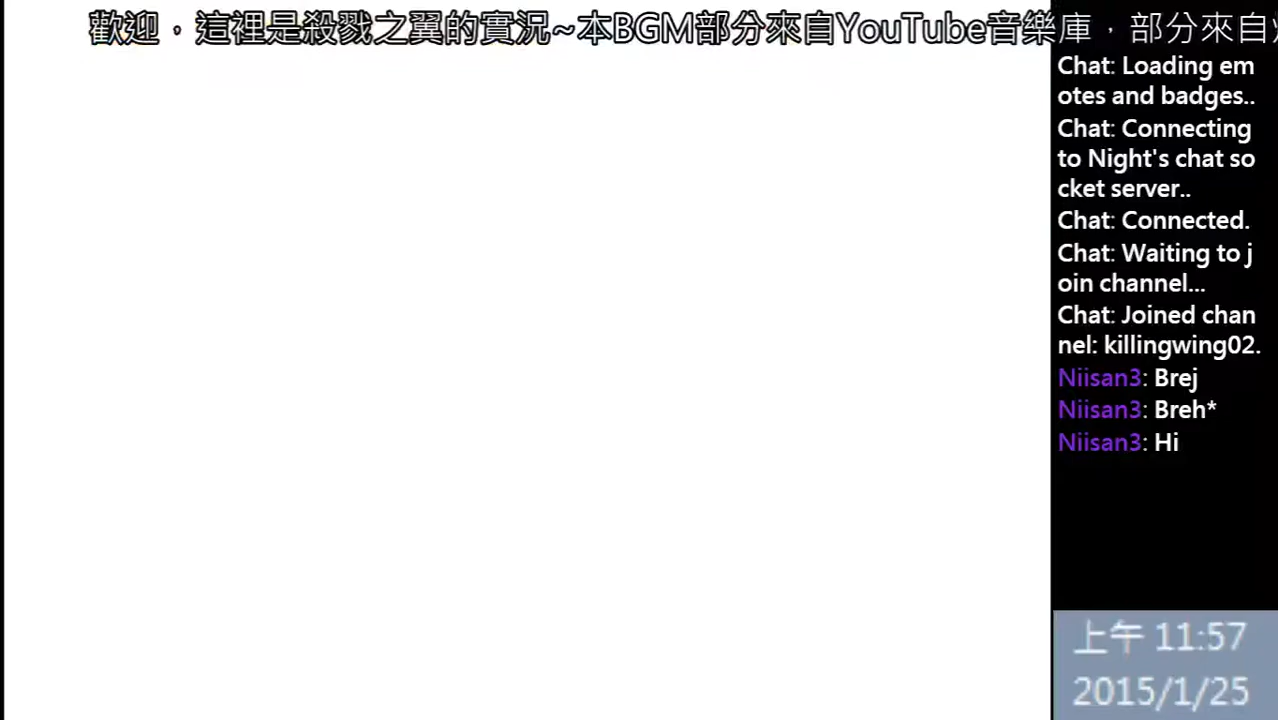 歡迎，這裡是殺戮之翼的實況~本BGM部分來自YouTube音樂庫，部分來自
Chat: Loading em
otes and badges..
Chat: Connecting
to Night's chat so
cket server..
Chat: Connected.
Chat: Waiting to j
oin channel...
Chat: Joined chan
nel: killingwing02.
Niisan3: Brej
Niisan3: Breh*
Niisan3: Hi
上午 11:57
2015/1/25